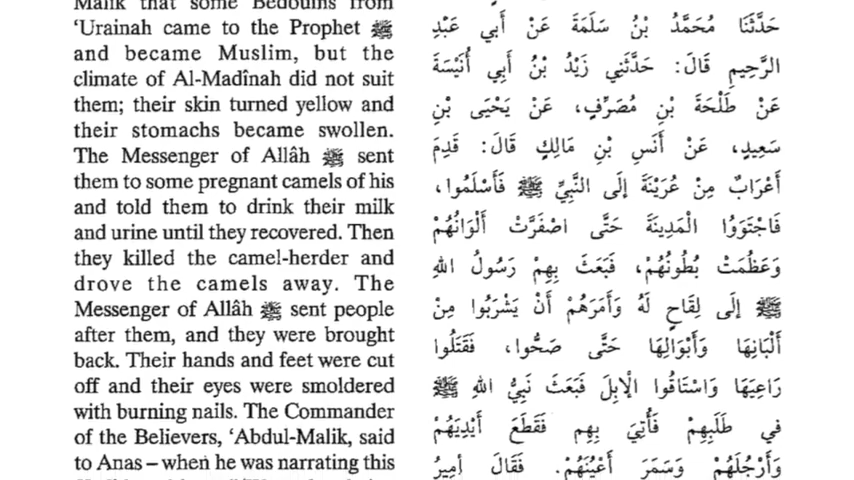 Malik that some Bedouins from
‘Urainah came to the Prophet ﷺ
and became Muslim, but the
climate of Al-Madînah did not suit
them; their skin turned yellow and
their stomachs became swollen.
The Messenger of Allâh ﷺ sent
them to some pregnant camels of his
and told them to drink their milk
and urine until they recovered. Then
they killed the camel-herder and
drove the camels away. The
Messenger of Allâh ﷺ sent people
after them, and they were brought
back. Their hands and feet were cut
off and their eyes were smoldered
with burning nails. The Commander
of the Believers, ‘Abdul-Malik, said
to Anas – when he was narrating this
حَدَّثَنَا مُحَمَّدُ بْنُ سَلَمَةَ عَنْ أَبِي عَبْدِ
الرَّحِيمِ قَالَ: حَدَّثَنِي زَيْدُ بْنُ أَبِي أُنَيْسَةَ
عَنْ طَلْحَةَ بْنِ مُصَرِّفٍ، عَنْ يَحْيَى بْنِ
سَعِيدٍ، عَنْ أَنَسِ بْنِ مَالِكٍ قَالَ: قَدِمَ
أَعْرَابٌ مِنْ عُرَيْنَةَ إِلَى النَّبِيِّ ﷺ فَأَسْلَمُوا،
فَاجْتَوَوُا الْمَدِينَةَ حَتَّى اصْفَرَّتْ أَلْوَانُهُمْ
وَعَظُمَتْ بُطُونُهُمْ، فَبَعَثَ بِهِمْ رَسُولُ اللهِ
ﷺ إِلَى لِقَاحٍ لَهُ وَأَمَرَهُمْ أَنْ يَشْرَبُوا مِنْ
أَلْبَانِهَا وَأَبْوَالِهَا حَتَّى صَحُّوا، فَقَتَلُوا
رَاعِيَهَا وَاسْتَاقُوا الْإِبِلَ فَبَعَثَ نَبِيُّ اللهِ ﷺ
في طَلَبِهِمْ فَأُتِيَ بِهِم فَقَطَعَ أَيْدِيَهُمْ
وَأَرْجُلَهُمْ وَسَمَرَ أَعْيُنَهُمْ. فَقَالَ أَمِيرُ